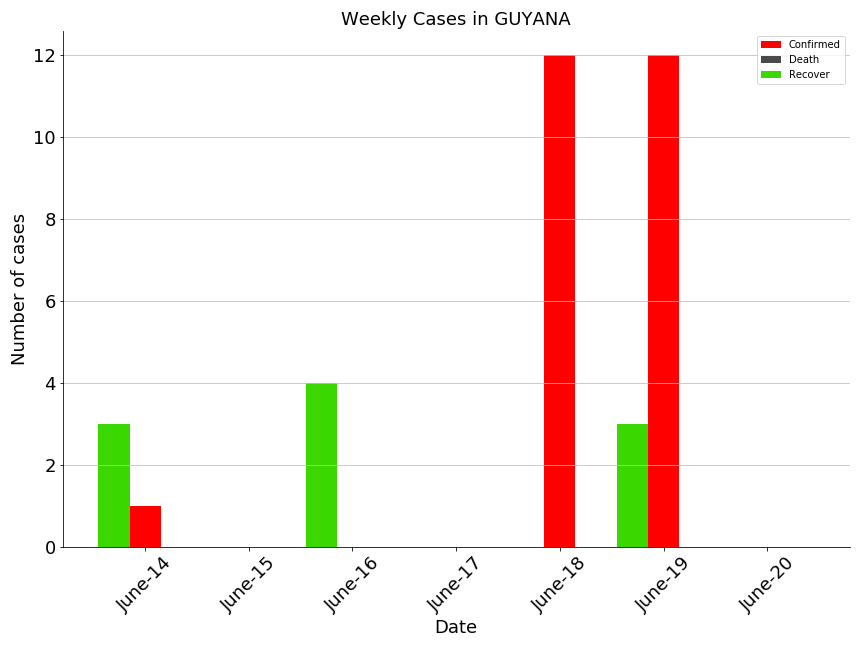 Weekly Cases in GUYANA
Confirmed
Death
Recover
Number of cases
12
10
8
6
4
2
0
June-14
June-15
June-16
June-17
June-18
June-19
June-20
Date